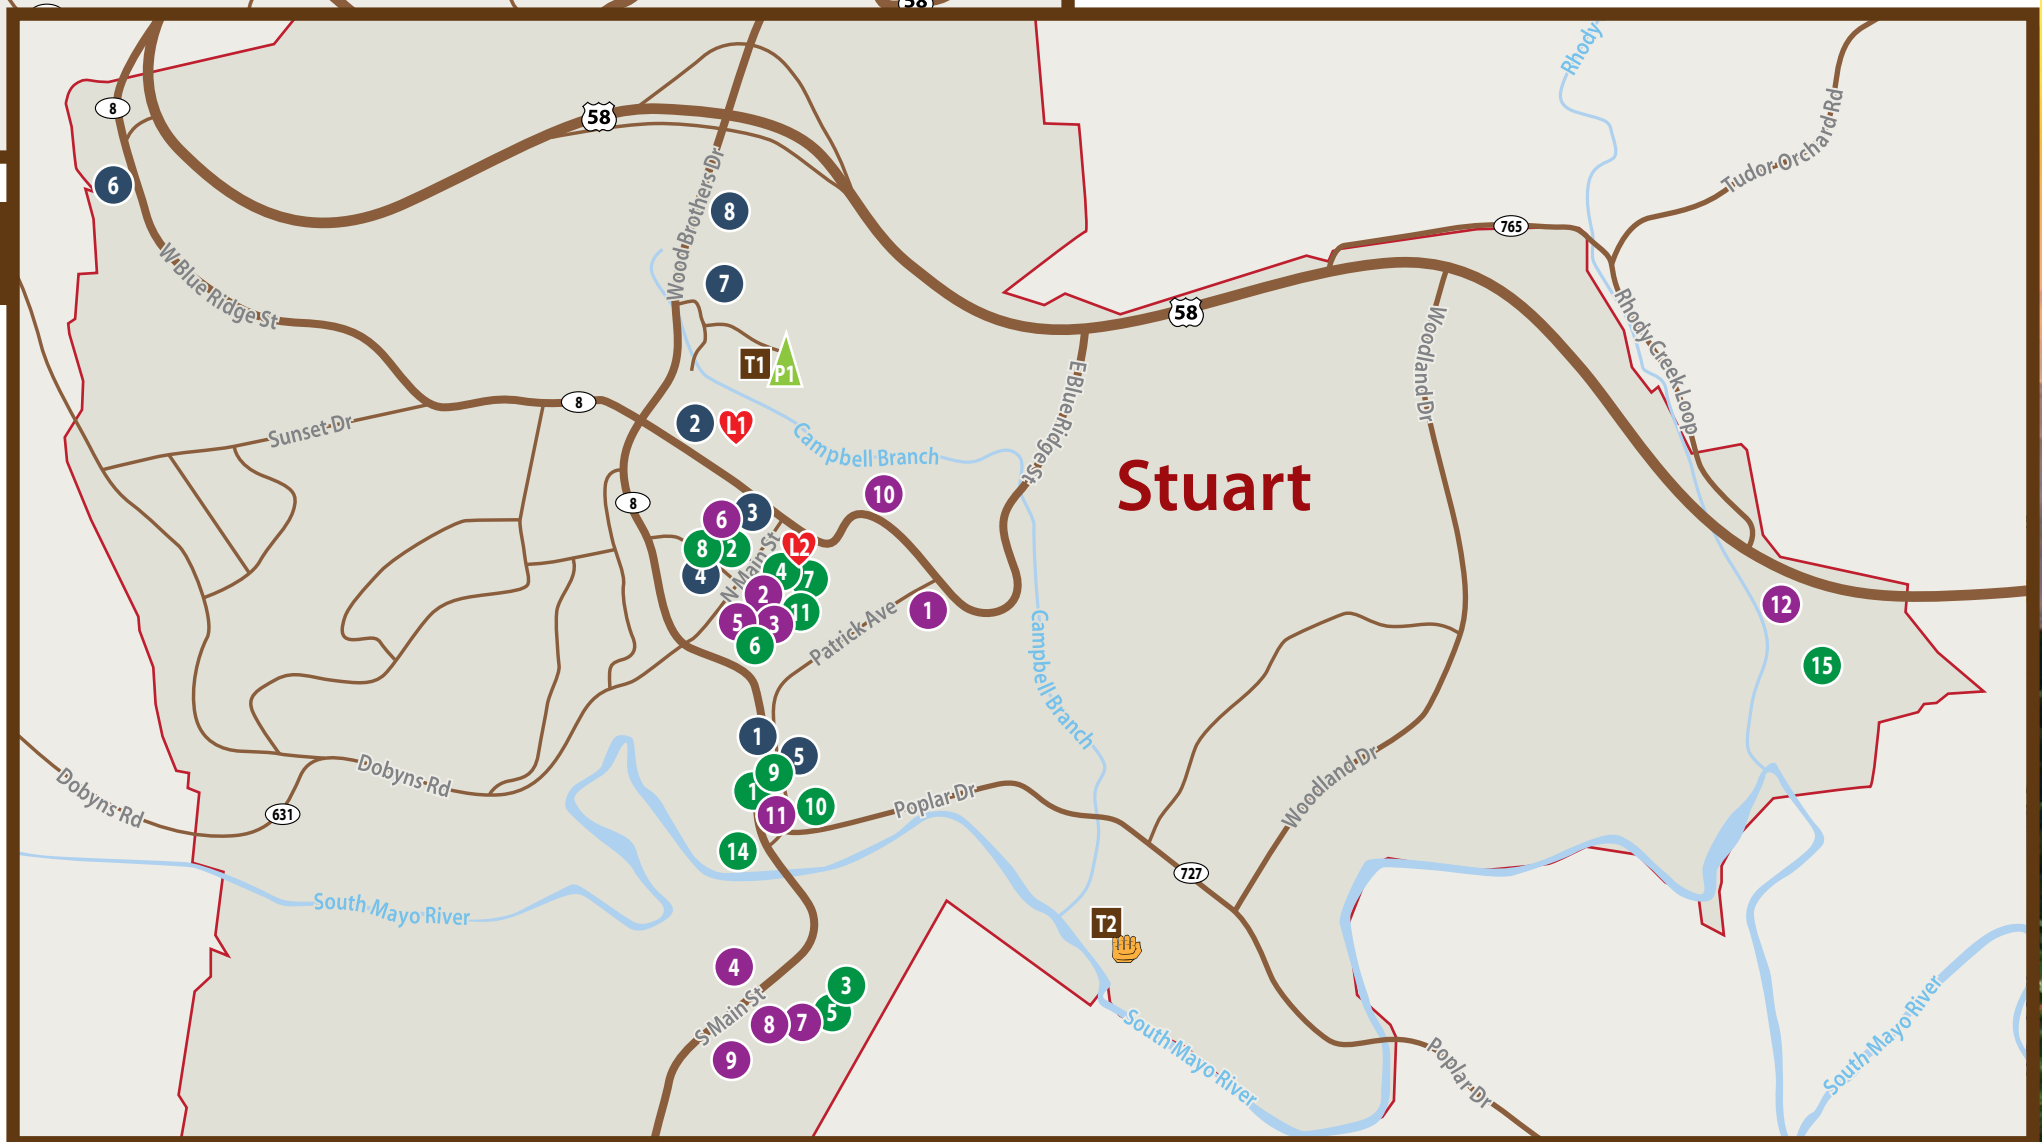 58
Rhody
8
58
Tudor Orchard Rd
6
Wood Brothers Dr
8
765
W Blue Ridge St
7
58
Rhody Creek Loop
Woodland Dr
T1
P1
E Blue Ridge St
8
Sunset Dr
2
L1
Campbell Branch
Stuart
10
8
6
3
8
2
L2
N Main St
4
4
7
2
11
5
3
6
Patrick Ave
1
12
Campbell Branch
15
1
5
9
Dobyns Rd
Dobyns Rd
631
1
11
10
Poplar Dr
Woodland Dr
14
727
South Mayo River
T2
4
3
S Main St
8
7
5
9
South Mayo River
South Mayo River
Poplar Dr